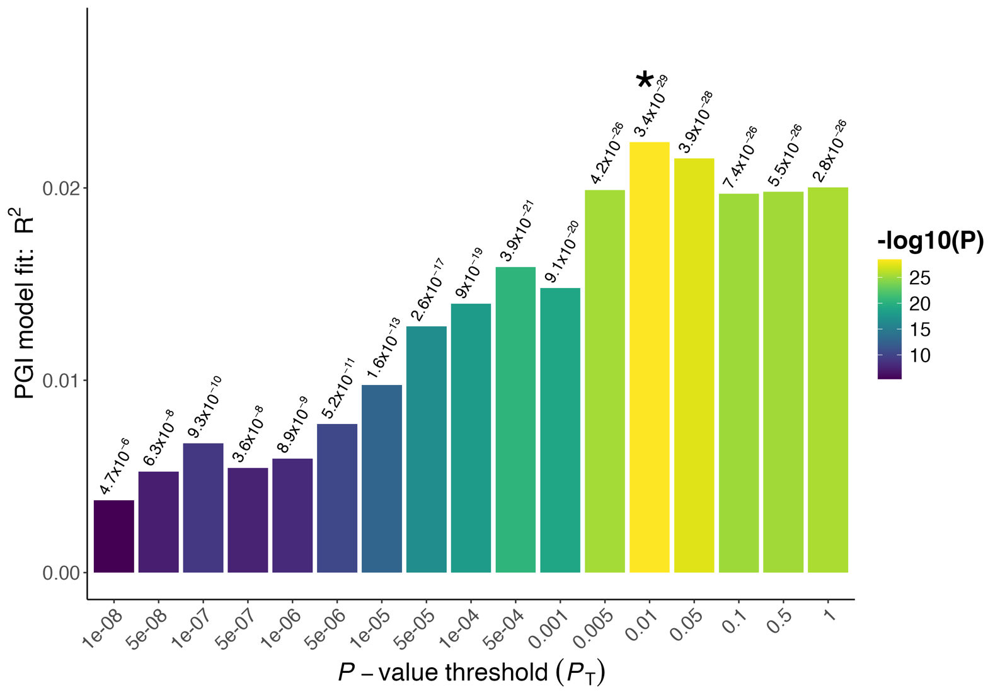 *
4.7x10⁻⁶
6.3x10⁻⁸
9.3x10⁻¹⁰
3.6x10⁻⁸
8.9x10⁻⁹
5.2x10⁻¹¹
1.6x10⁻¹³
2.6x10⁻¹⁷
9x10⁻¹⁹
3.9x10⁻²¹
9.1x10⁻²⁰
4.2x10⁻²⁶
3.4x10⁻²⁹
3.9x10⁻²⁸
7.4x10⁻²⁶
5.5x10⁻²⁶
2.8x10⁻²⁶
PGI model fit: R²
0.02
0.01
0.00
1e-08
5e-08
1e-07
5e-07
1e-06
5e-06
1e-05
5e-05
1e-04
5e-04
0.001
0.005
0.01
0.05
0.1
0.5
1
P – value threshold (P_T)
-log10(P)
25
20
15
10